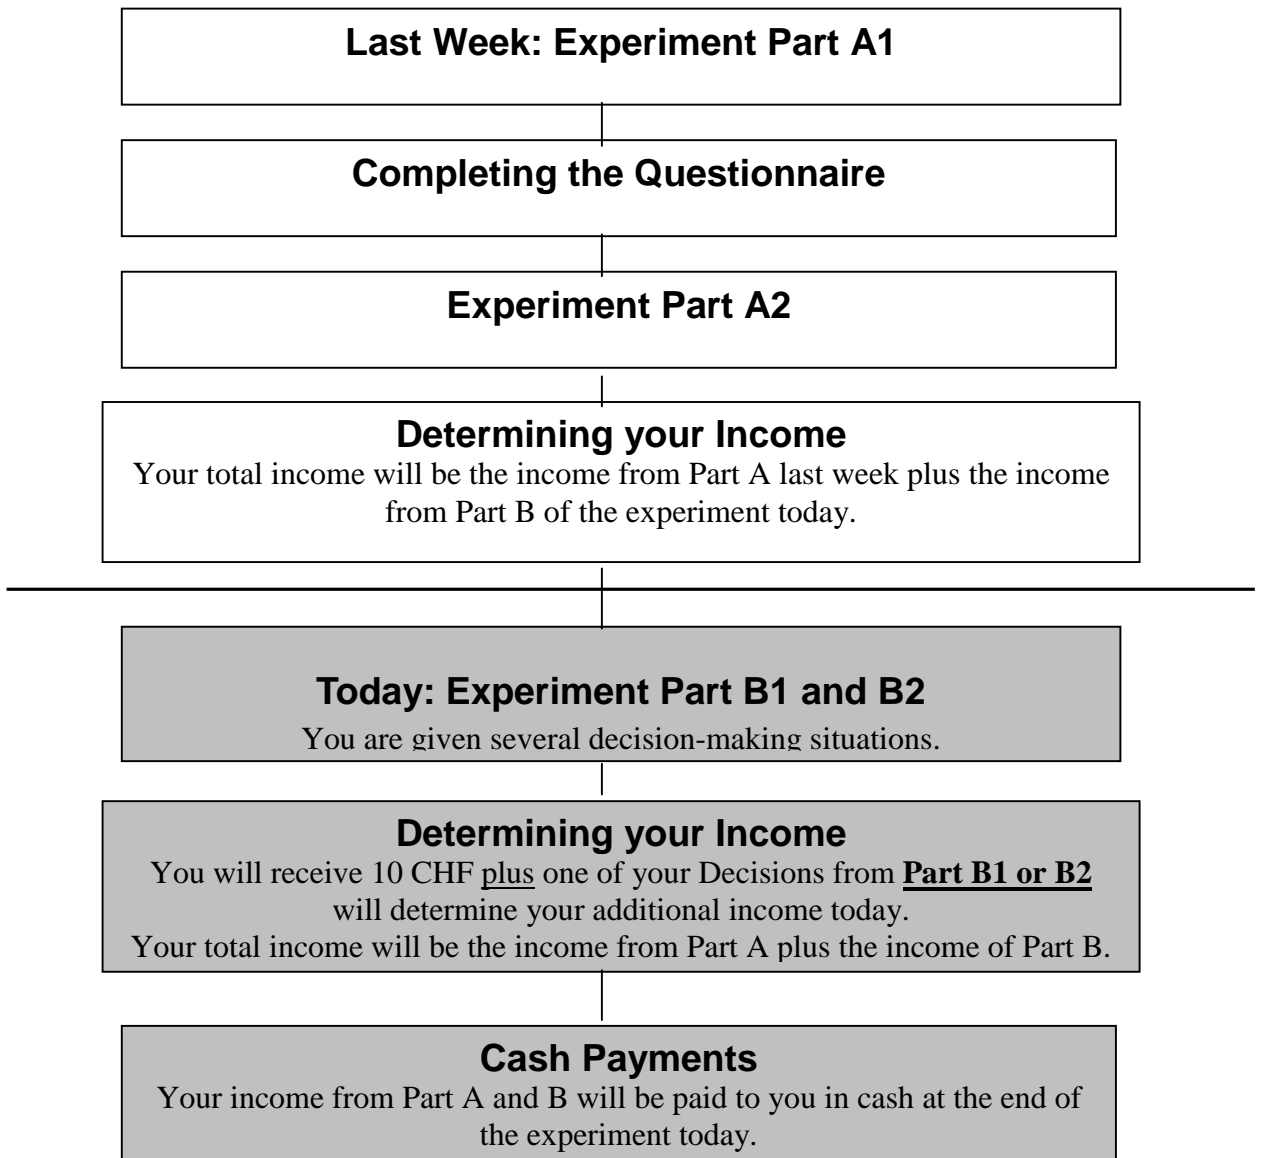 Last Week: Experiment Part A1
Completing the Questionnaire
Experiment Part A2
Determining your Income
Your total income will be the income from Part A last week plus the income
from Part B of the experiment today.
Today: Experiment Part B1 and B2
You are given several decision-making situations.
Determining your Income
You will receive 10 CHF plus one of your Decisions from Part B1 or B2
will determine your additional income today.
Your total income will be the income from Part A plus the income of Part B.
Cash Payments
Your income from Part A and B will be paid to you in cash at the end of
the experiment today.